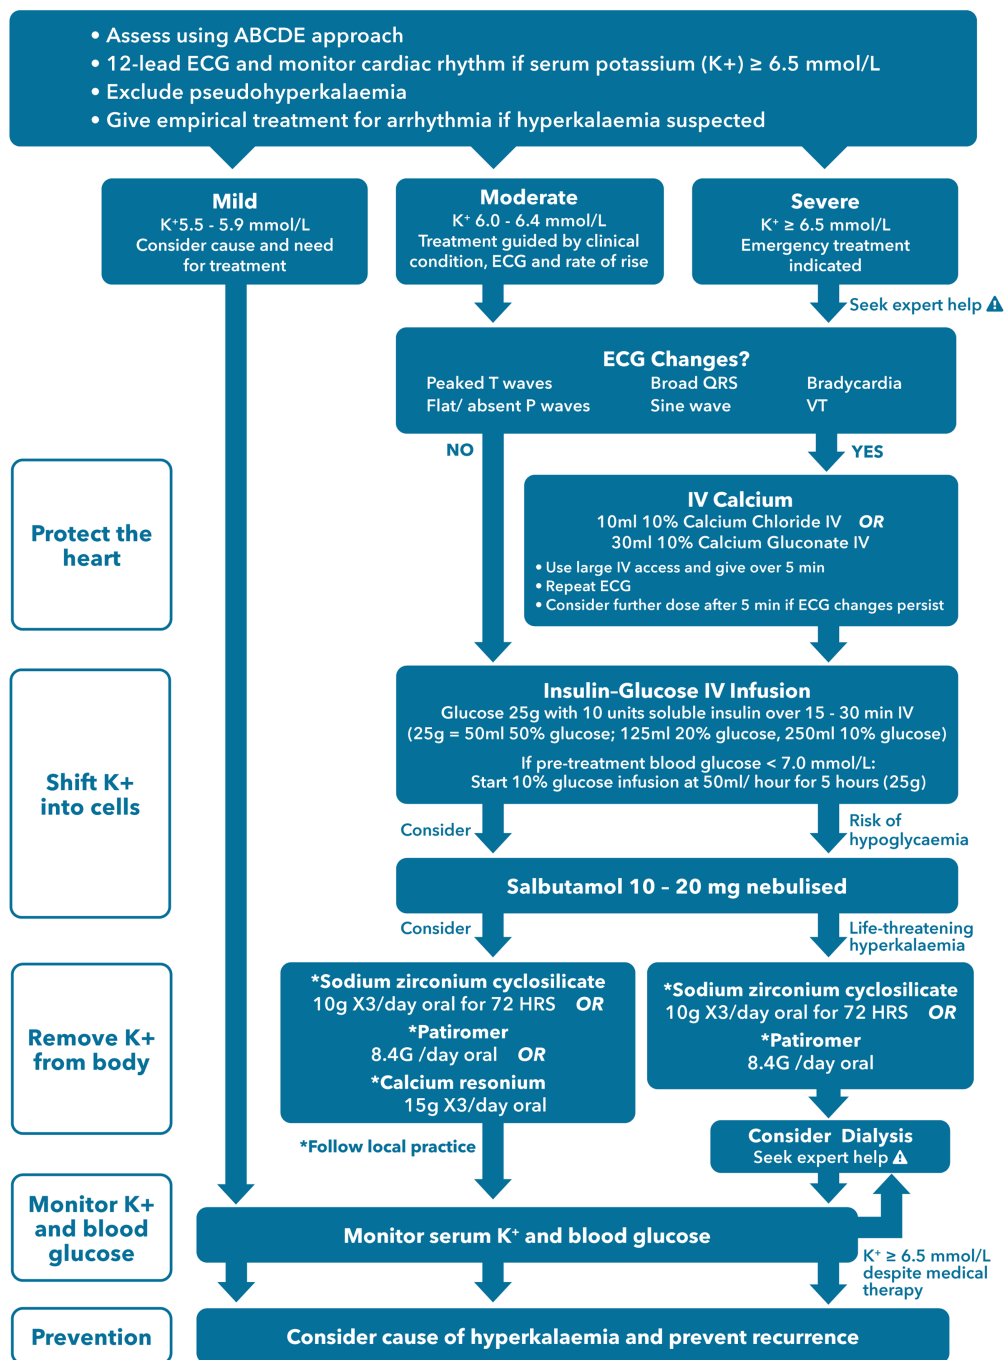 • Assess using ABCDE approach
• 12-lead ECG and monitor cardiac rhythm if serum potassium (K+) ≥ 6.5 mmol/L
• Exclude pseudohyperkalaemia
• Give empirical treatment for arrhythmia if hyperkalaemia suspected
Mild
K⁺5.5 - 5.9 mmol/L
Consider cause and need
for treatment
Moderate
K⁺ 6.0 - 6.4 mmol/L
Treatment guided by clinical
condition, ECG and rate of rise
Severe
K⁺ ≥ 6.5 mmol/L
Emergency treatment
indicated
Seek expert help
ECG Changes?
Peaked T waves Broad QRS Bradycardia
Flat/ absent P waves Sine wave VT
NO
YES
Protect the
heart
IV Calcium
10ml 10% Calcium Chloride IV OR
30ml 10% Calcium Gluconate IV
• Use large IV access and give over 5 min
• Repeat ECG
• Consider further dose after 5 min if ECG changes persist
Shift K+
into cells
Insulin–Glucose IV Infusion
Glucose 25g with 10 units soluble insulin over 15 - 30 min IV
(25g = 50ml 50% glucose; 125ml 20% glucose, 250ml 10% glucose)
If pre-treatment blood glucose < 7.0 mmol/L:
Start 10% glucose infusion at 50ml/ hour for 5 hours (25g)
Consider
Risk of
hypoglycaemia
Salbutamol 10 – 20 mg nebulised
Consider
Life-threatening
hyperkalaemia
Remove K+
from body
*Sodium zirconium cyclosilicate
10g X3/day oral for 72 HRS OR
*Patiromer
8.4G /day oral OR
*Calcium resonium
15g X3/day oral
*Sodium zirconium cyclosilicate
10g X3/day oral for 72 HRS OR
*Patiromer
8.4G /day oral
*Follow local practice
Consider Dialysis
Seek expert help
Monitor K+
and blood
glucose
Monitor serum K⁺ and blood glucose
K⁺ ≥ 6.5 mmol/L
despite medical
therapy
Prevention
Consider cause of hyperkalaemia and prevent recurrence